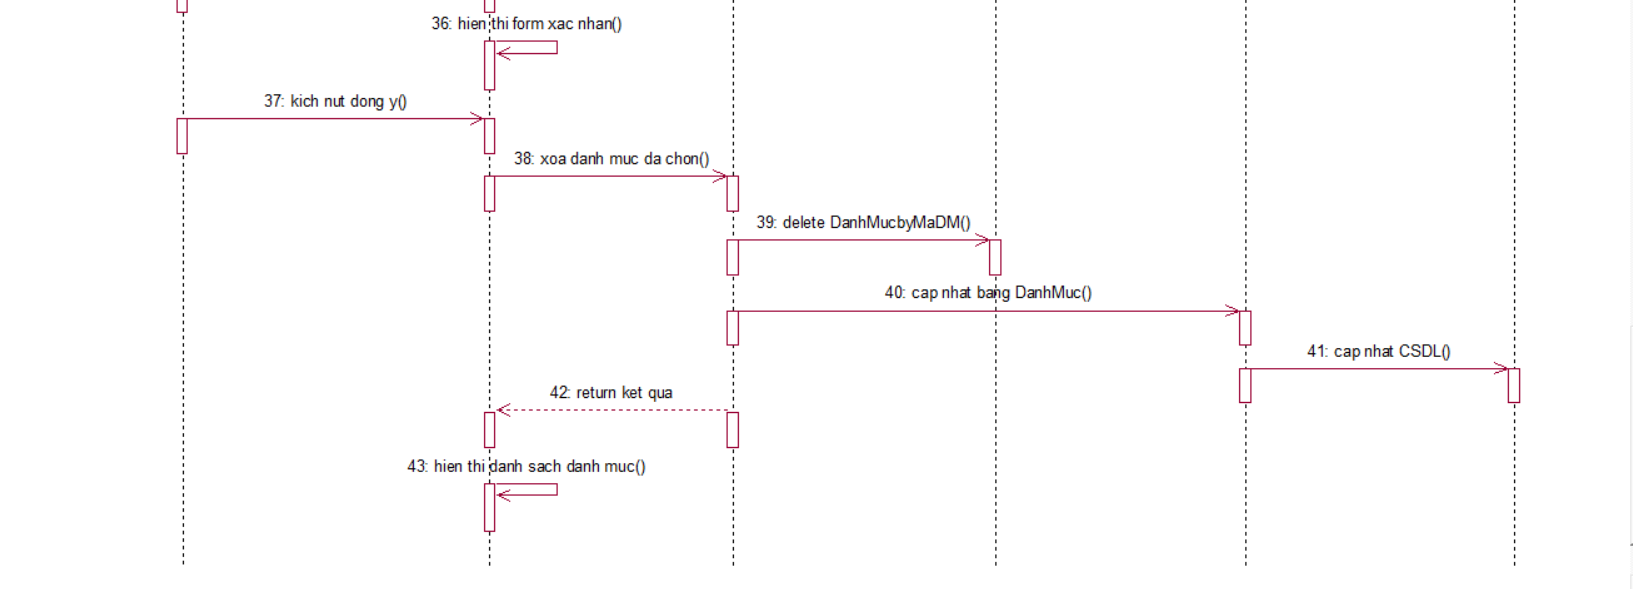 36: hien thi form xac nhan()
37: kich nut dong y()
38: xoa danh muc da chon()
39: delete DanhMucbyMaDM()
40: cap nhat bang DanhMuc()
41: cap nhat CSDL()
42: return ket qua
43: hien thi danh sach danh muc()